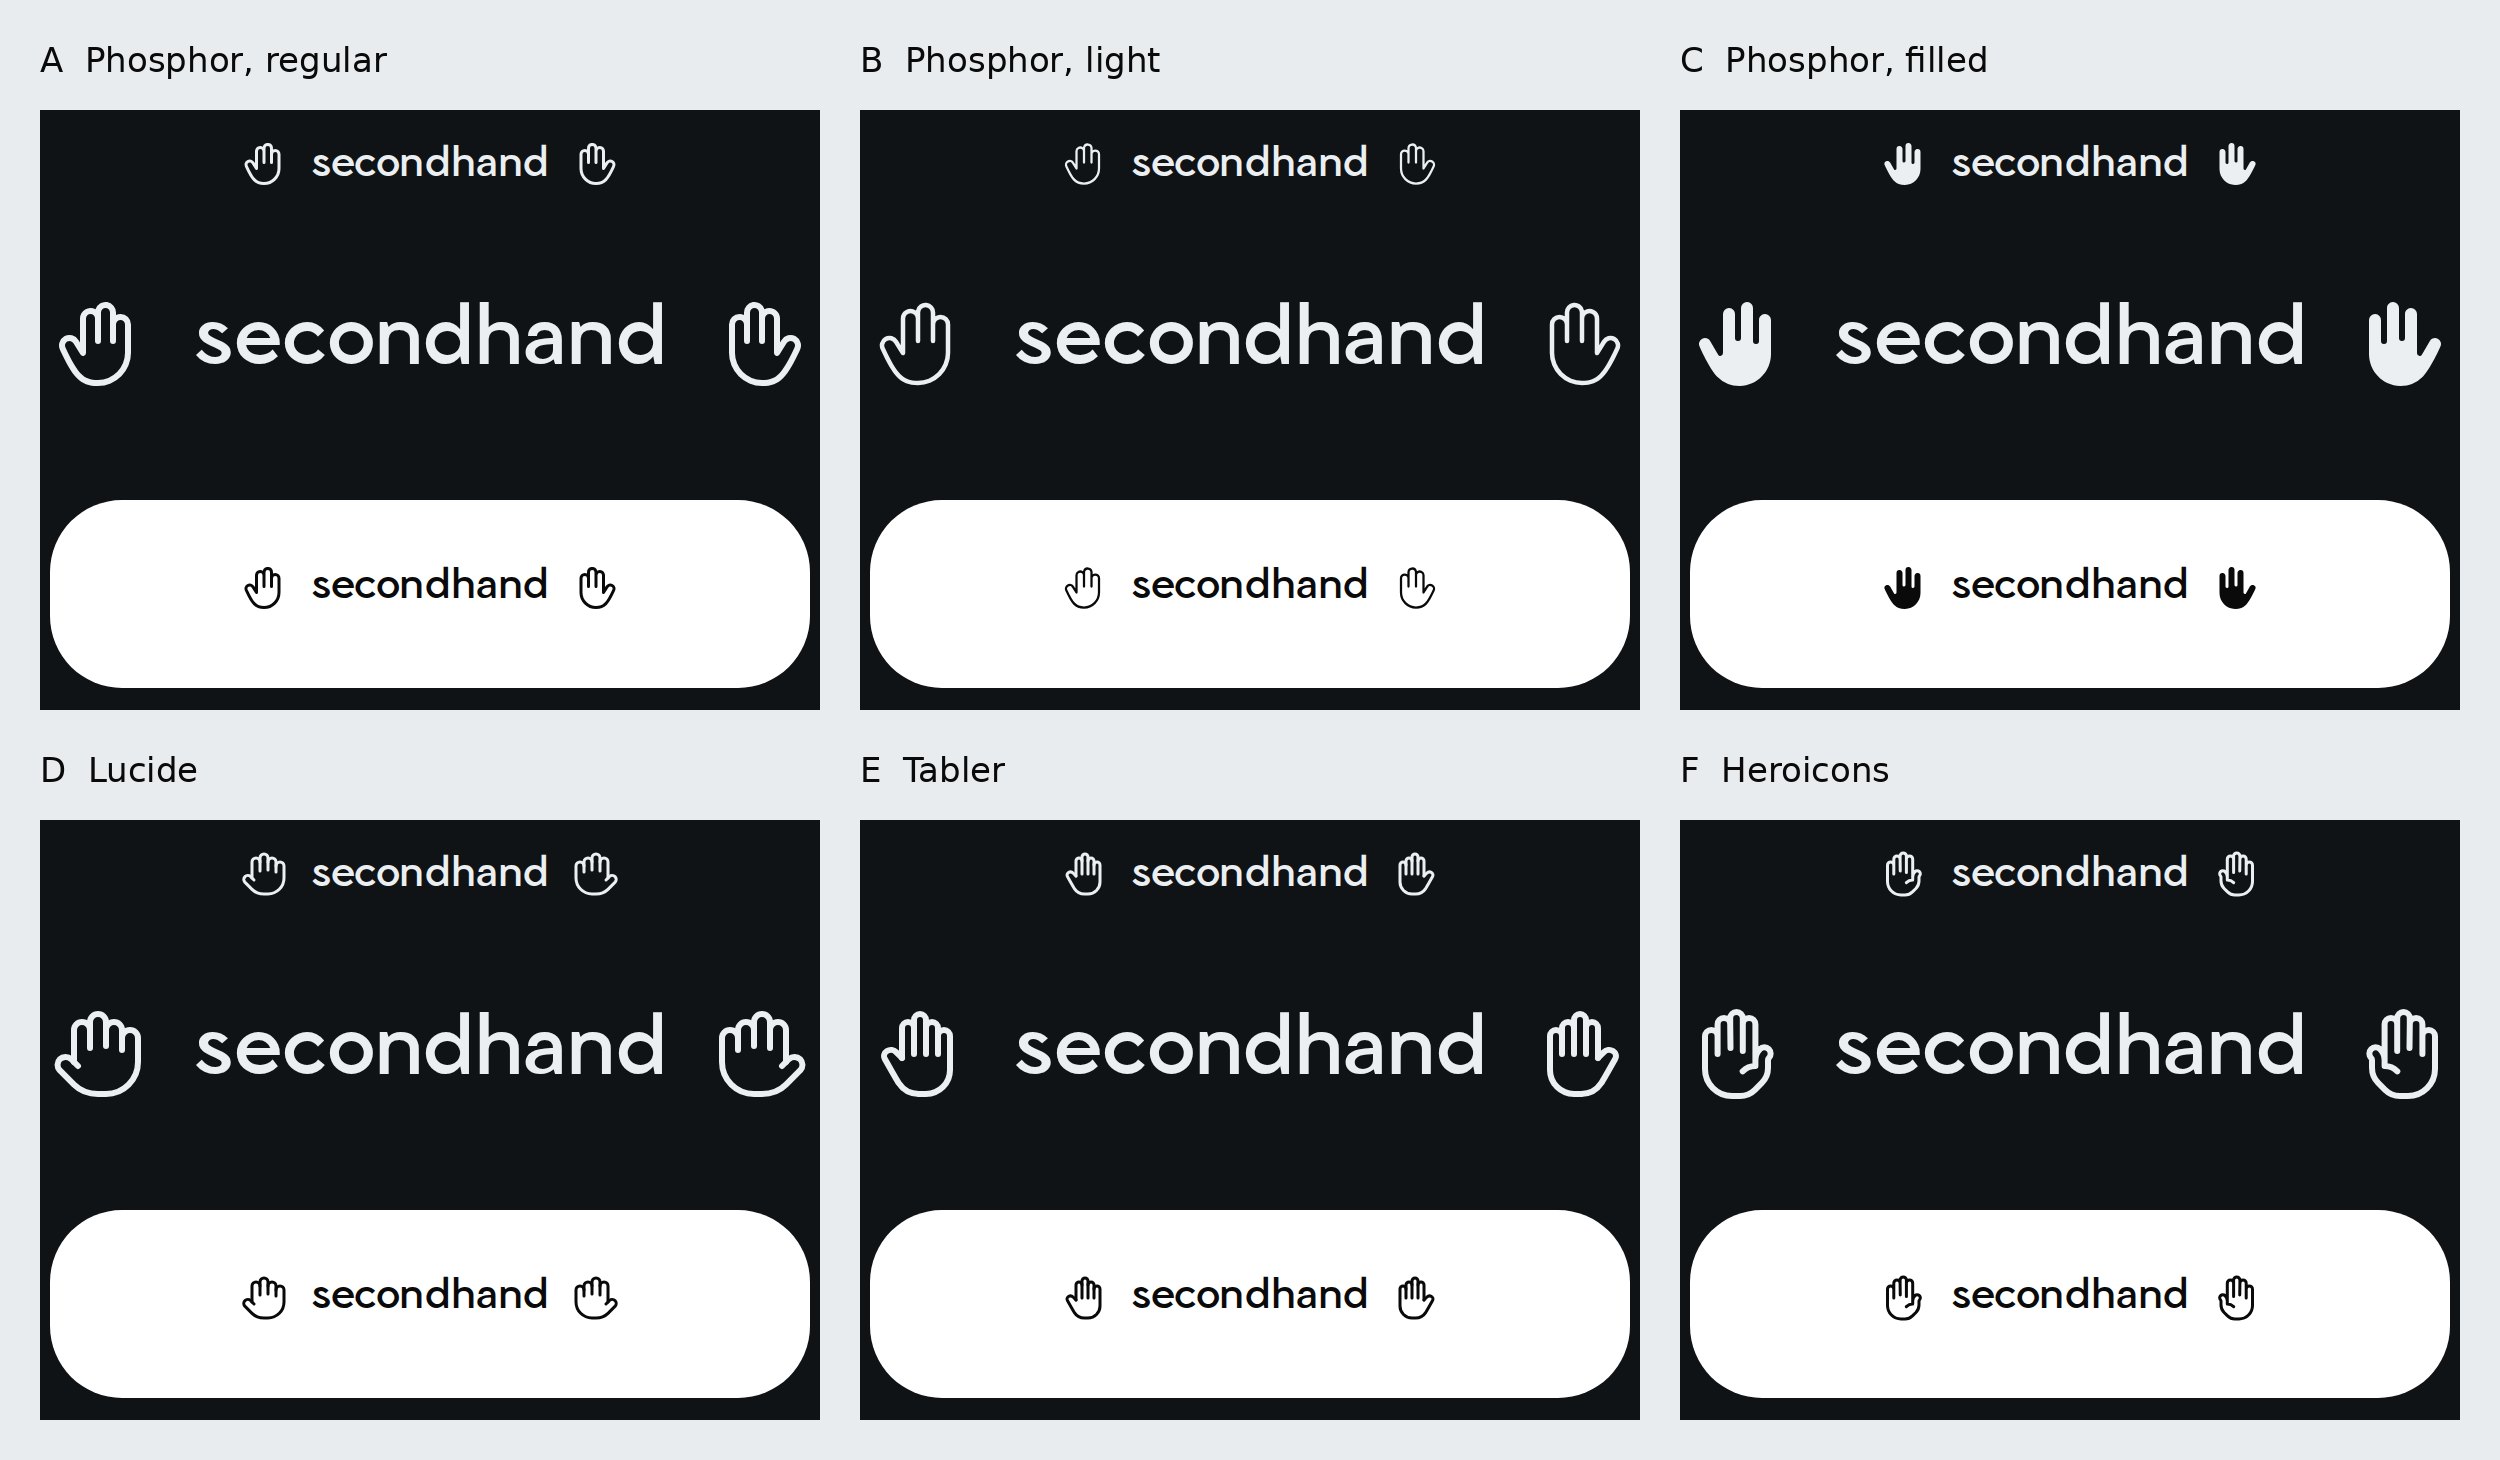 A Phosphor, regular
B Phosphor, light
C Phosphor, filled
secondhand
secondhand
secondhand
secondhand
secondhand
secondhand
secondhand
secondhand
secondhand
D Lucide
E Tabler
F Heroicons
secondhand
secondhand
secondhand
secondhand
secondhand
secondhand
secondhand
secondhand
secondhand